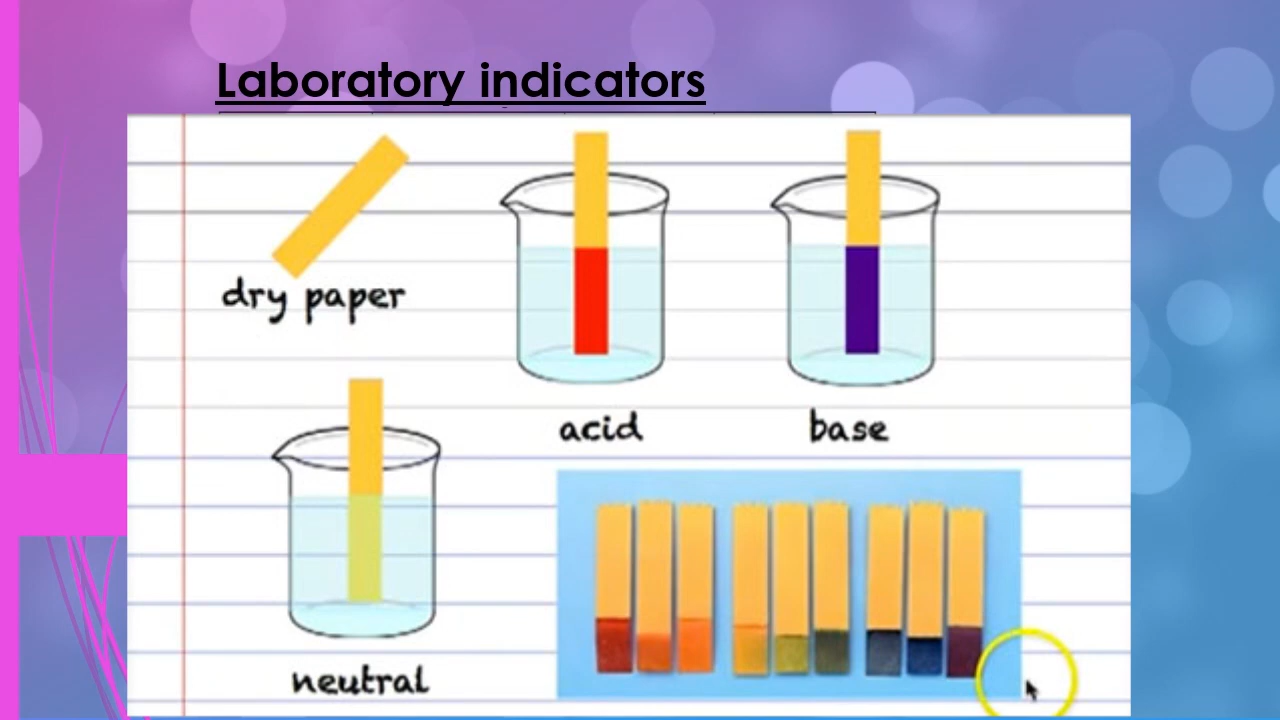 Laboratory indicators
dry paper
acid
base
neutral